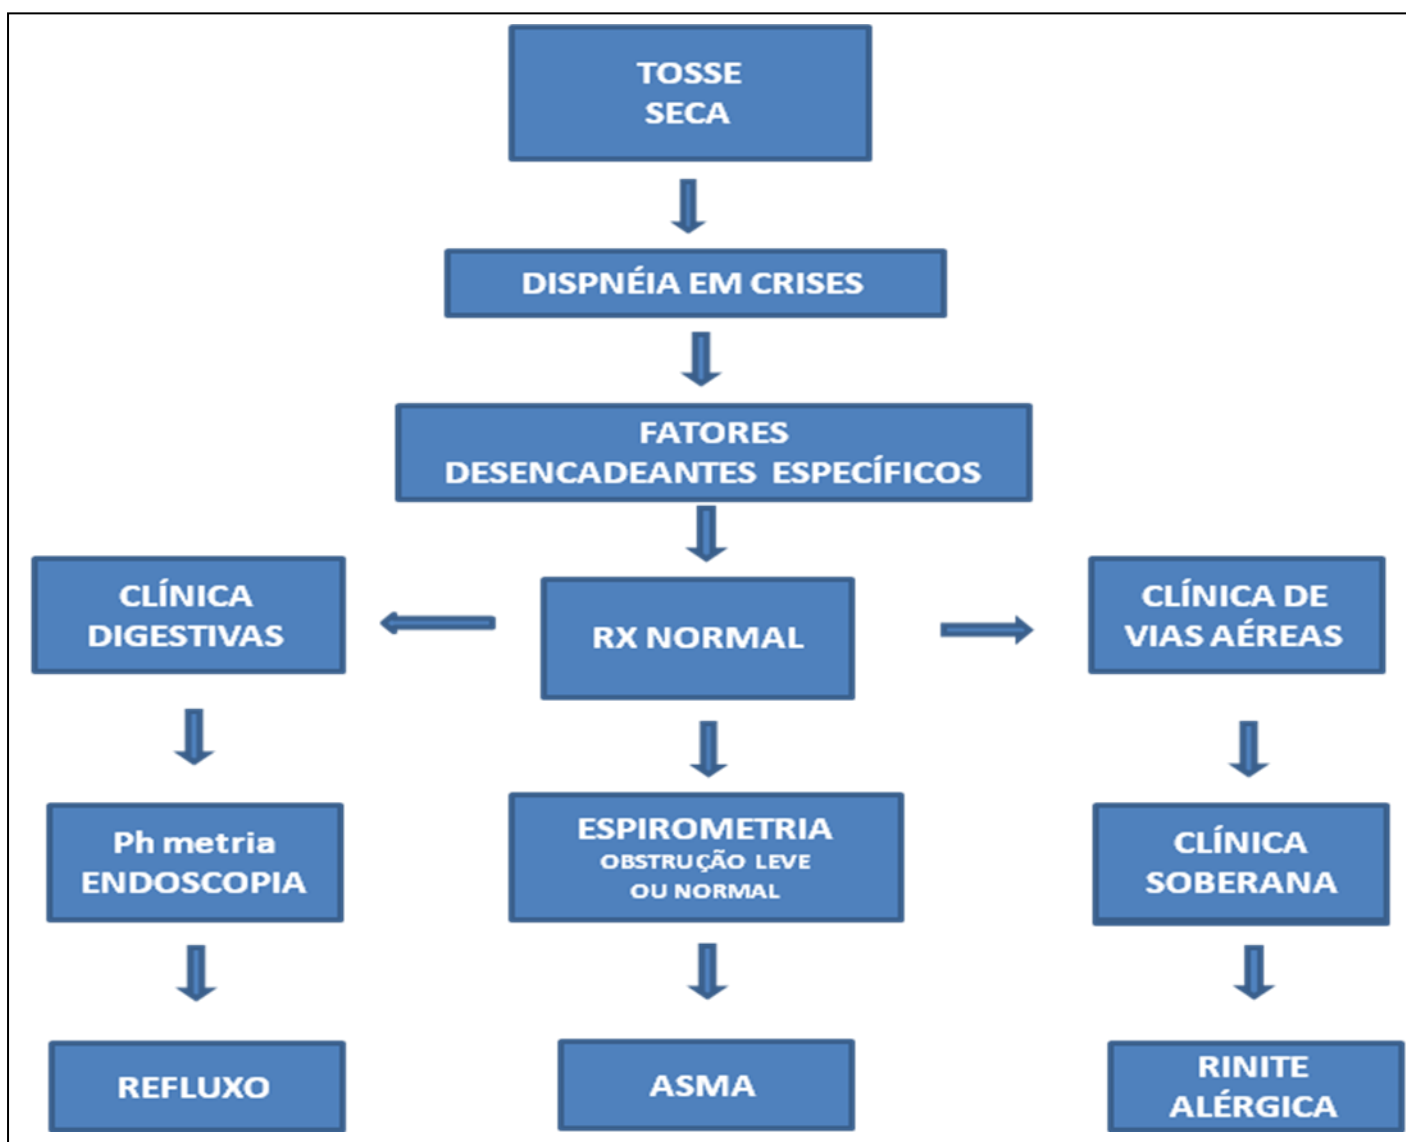 TOSSE
SECA
DISPNÉIA EM CRISES
FATORES
DESENCADEANTES ESPECÍFICOS
CLÍNICA
DIGESTIVAS
RX NORMAL
CLÍNICA DE
VIAS AÉREAS
Ph metria
ENDOSCOPIA
ESPIROMETRIA
OBSTRUÇÃO LEVE
OU NORMAL
CLÍNICA
SOBERANA
REFLUXO
ASMA
RINITE
ALÉRGICA